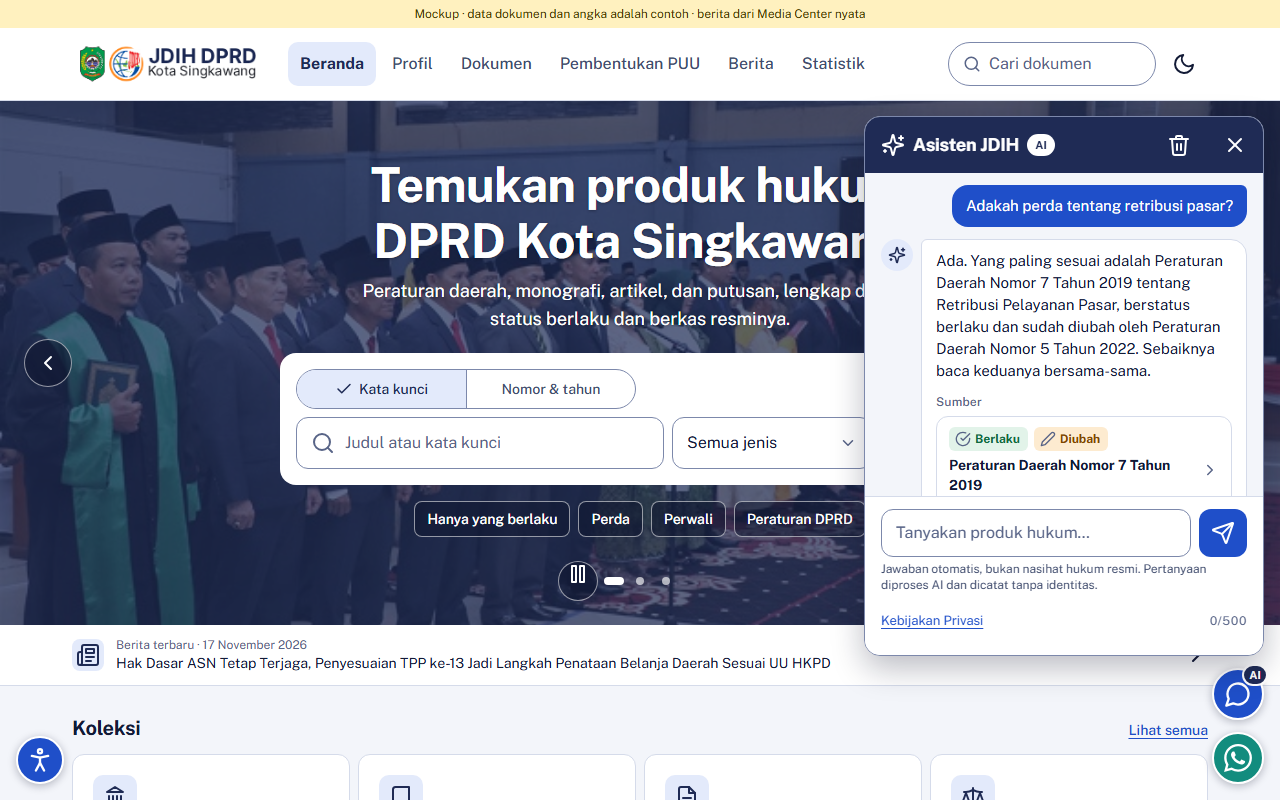 Mockup · data dokumen dan angka adalah contoh · berita dari Media Center nyata
JDIH DPRD
Kota Singkawang
Beranda
Profil
Dokumen
Pembentukan PUU
Berita
Statistik
Cari dokumen
Temukan produk huku
DPRD Kota Singkawan
Peraturan daerah, monografi, artikel, dan putusan, lengkap d
status berlaku dan berkas resminya.
Kata kunci
Nomor & tahun
Judul atau kata kunci
Semua jenis
Hanya yang berlaku
Perda
Perwali
Peraturan DPRD
Asisten JDIH
AI
Adakah perda tentang retribusi pasar?
Ada. Yang paling sesuai adalah Peraturan
Daerah Nomor 7 Tahun 2019 tentang
Retribusi Pelayanan Pasar, berstatus
berlaku dan sudah diubah oleh Peraturan
Daerah Nomor 5 Tahun 2022. Sebaiknya
baca keduanya bersama-sama.
Sumber
Berlaku
Diubah
Peraturan Daerah Nomor 7 Tahun
2019
Tanyakan produk hukum...
Jawaban otomatis, bukan nasihat hukum resmi. Pertanyaan
diproses AI dan dicatat tanpa identitas.
Kebijakan Privasi
0/500
Berita terbaru · 17 November 2026
Hak Dasar ASN Tetap Terjaga, Penyesuaian TPP ke-13 Jadi Langkah Penataan Belanja Daerah Sesuai UU HKPD
AI
Koleksi
Lihat semua